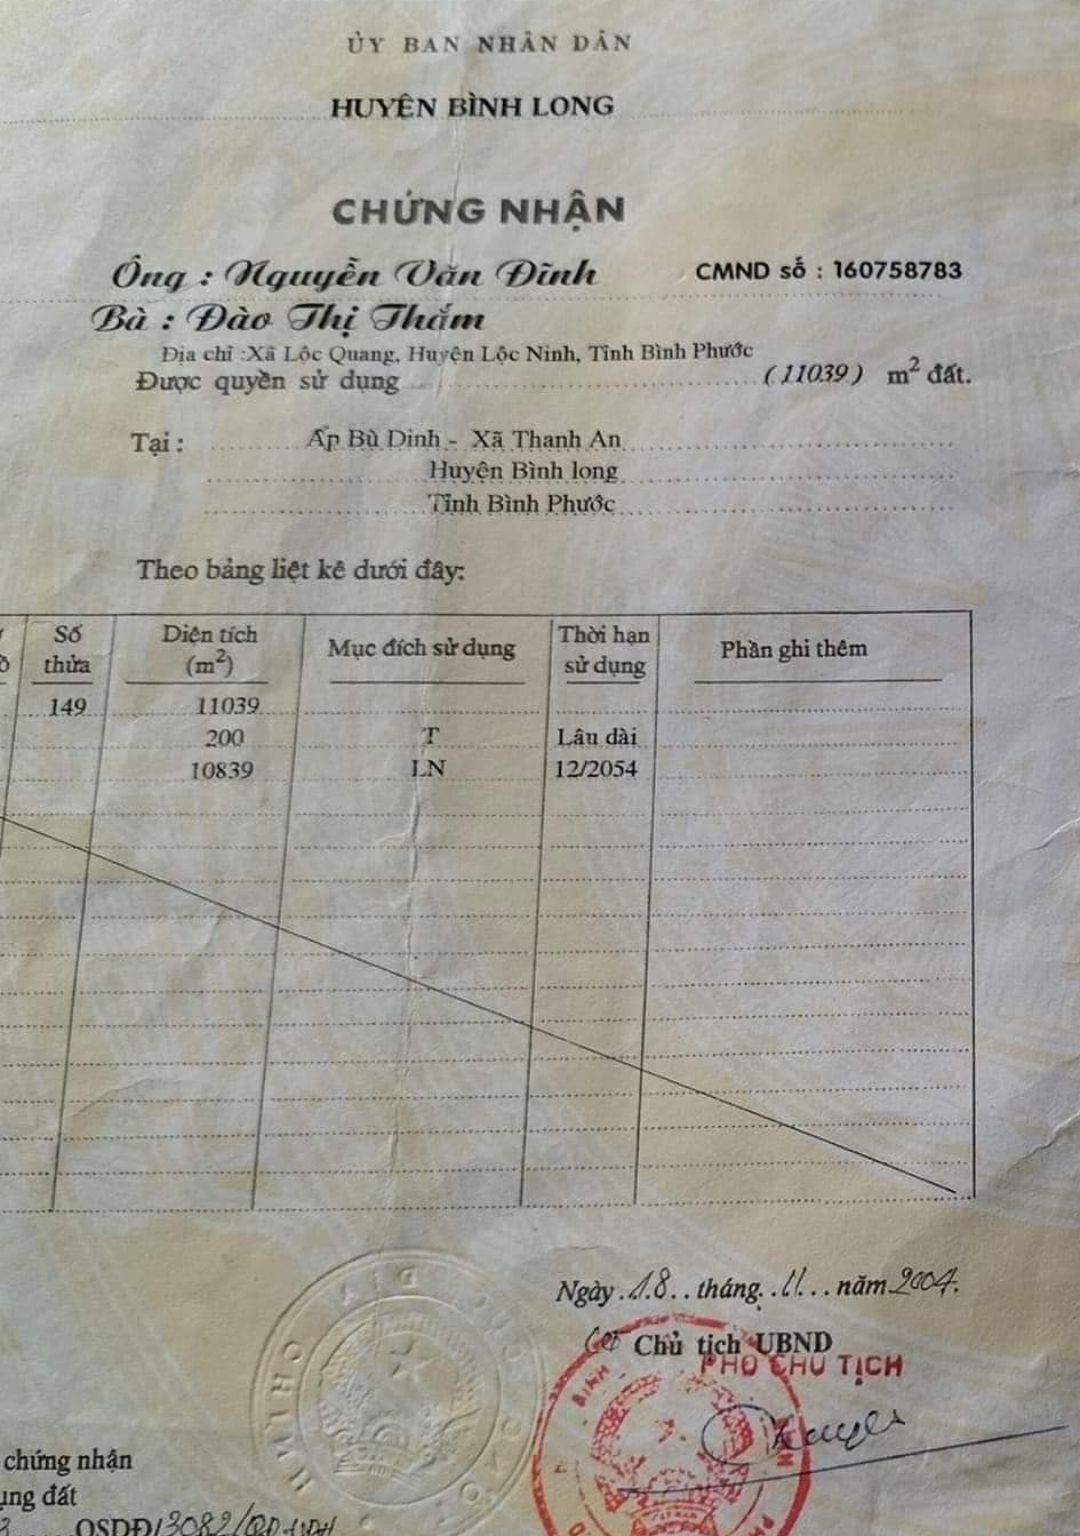 ỦY BAN NHÂN DÂN
HUYỆN BÌNH LONG
CHỨNG NHẬN
Ông : Nguyễn Văn Đĩnh CMND số : 160758783
Bà : Đào Thị Thắm
Địa chỉ :Xã Lộc Quang, Huyện Lộc Ninh, Tỉnh Bình Phước
Được quyền sử dụng (11039) m² đất.
Tại : Ấp Bù Dinh - Xã Thanh An
Huyện Bình long
Tỉnh Bình Phước
Theo bảng liệt kê dưới đây:
Số thửa Diện tích (m²) Mục đích sử dụng Thời hạn sử dụng Phần ghi thêm
149 11039
200 T Lâu dài
10839 LN 12/2054
Ngày 18 tháng 11 năm 2004.
Chủ tịch UBND
PHÓ CHỦ TỊCH
chứng nhận
đất
QSDĐ/3082/QĐ-UBH